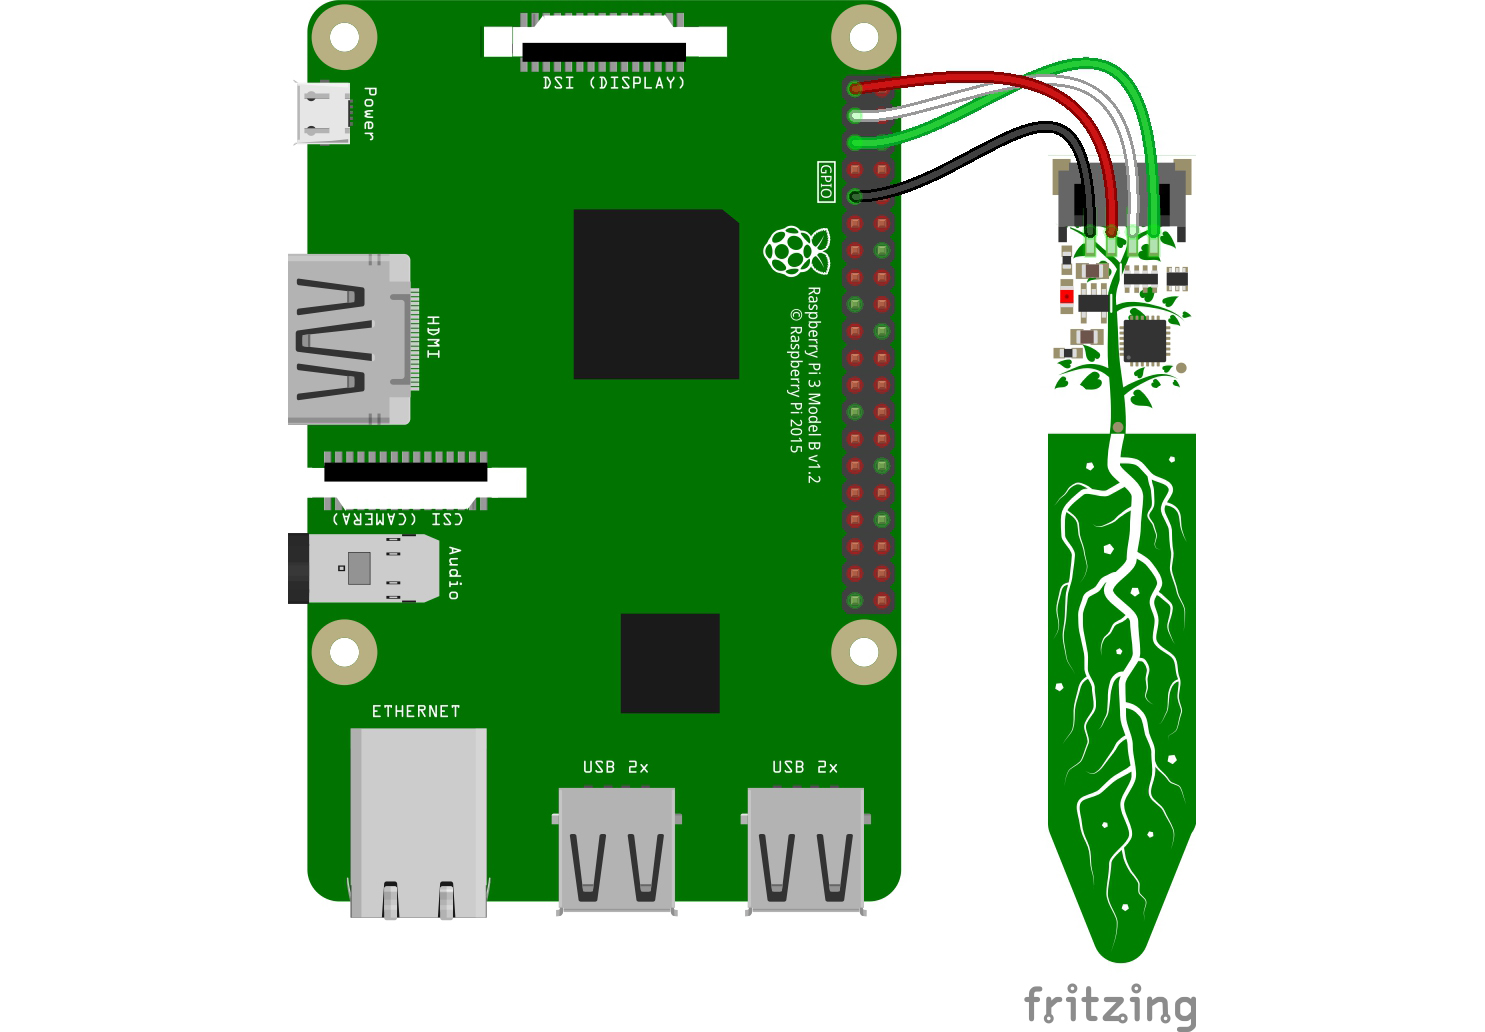 DSI (DISPLAY)
Power
GPIO
Raspberry Pi 3 Model B v1.2
© Raspberry Pi 2015
HDMI
CSI (CAMERA)
Audio
ETHERNET
USB 2x
USB 2x
fritzing